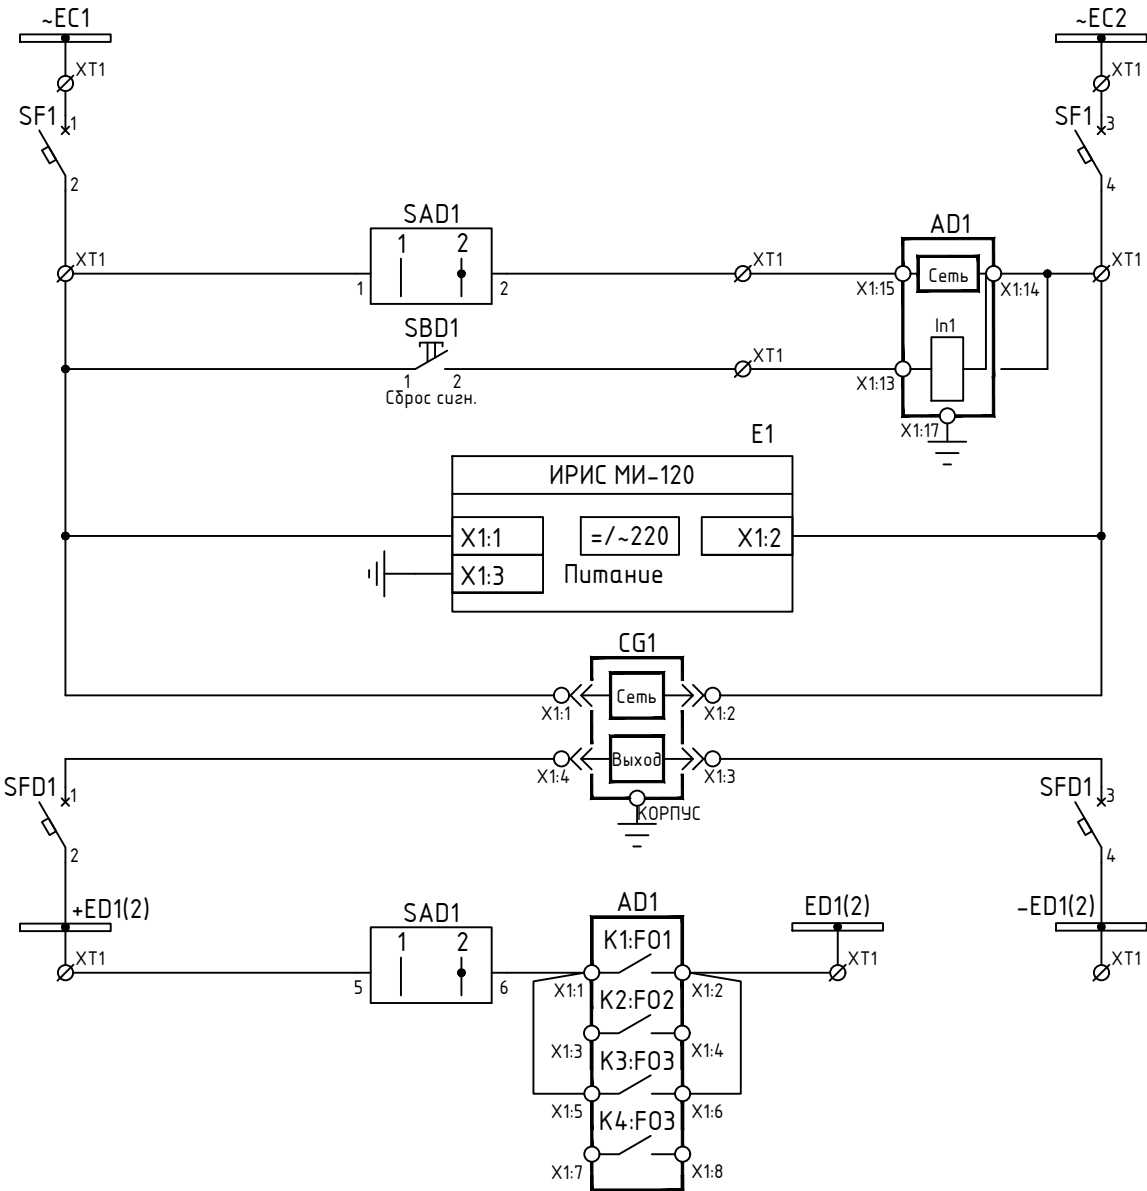 ~EC1
~EC2
XT1
XT1
SF1
1
2
SF1
3
4
SAD1
1 2
AD1
XT1
1
2
XT1
X1:15
Сеть
X1:14
XT1
SBD1
1
2
Сброс сигн.
XT1
X1:13
In1
X1:17
E1
ИРИС МИ-120
X1:1
=/~220
X1:2
X1:3
Питание
CG1
X1:1
Сеть
X1:2
X1:4
Выход
X1:3
КОРПУС
SFD1
1
2
SFD1
3
4
+ED1(2)
SAD1
1 2
AD1
ED1(2)
-ED1(2)
XT1
5
6
K1:FO1
X1:1
X1:2
XT1
XT1
K2:FO2
X1:3
X1:4
K3:FO3
X1:5
X1:6
K4:FO3
X1:7
X1:8